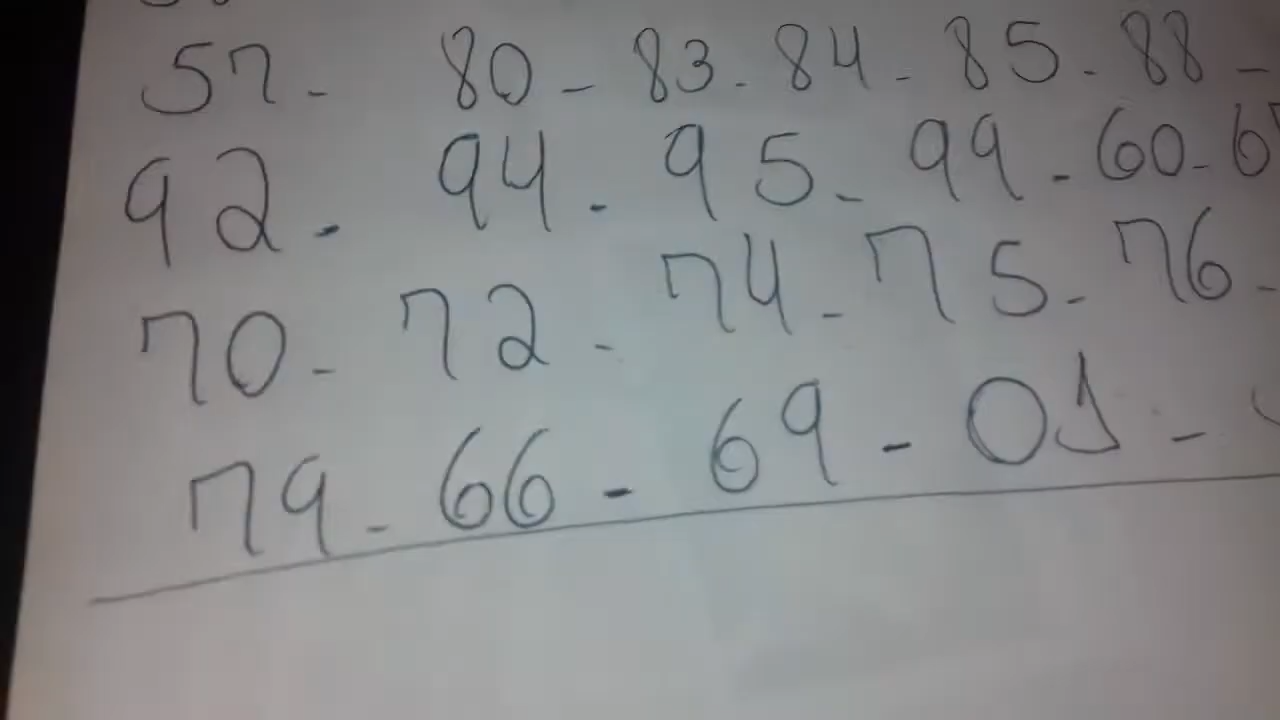 57 - 80 - 83 - 84 - 85 - 88 -
92 - 94 - 95 - 99 - 60 - 6
70 - 72 - 74 - 75 - 76 -
79 - 66 - 69 - 01 -